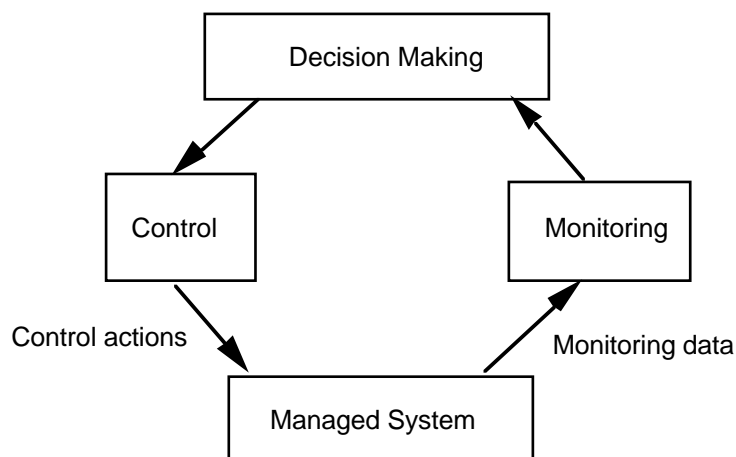 Decision Making
Control
Monitoring
Control actions
Monitoring data
Managed System